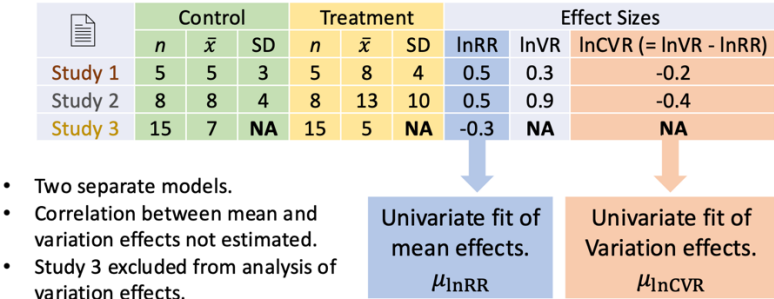 Control Treatment Effect Sizes
n x̄ SD n x̄ SD lnRR lnVR lnCVR (= lnVR - lnRR)
Study 1 5 5 3 5 8 4 0.5 0.3 -0.2
Study 2 8 8 4 8 13 10 0.5 0.9 -0.4
Study 3 15 7 NA 15 5 NA -0.3 NA NA
• Two separate models.
• Correlation between mean and
variation effects not estimated.
• Study 3 excluded from analysis of
variation effects.
Univariate fit of
mean effects.
μlnRR
Univariate fit of
Variation effects.
μlnCVR